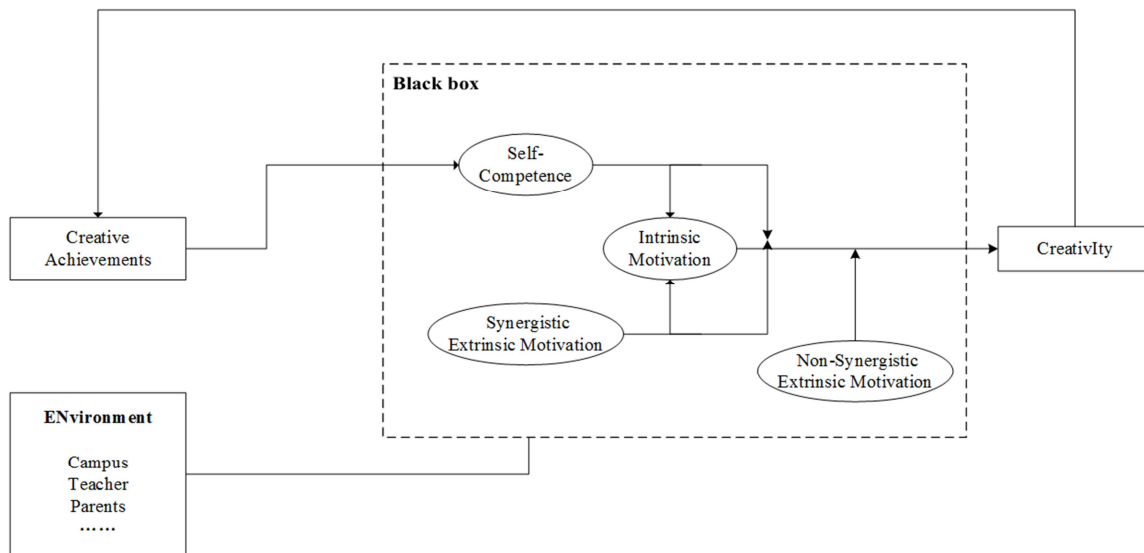 Black box
Self-
Competence
Creative
Achievements
Intrinsic
Motivation
CreativIty
Synergistic
Extrinsic Motivation
Non-Synergistic
Extrinsic Motivation
ENvironment
Campus
Teacher
Parents
……